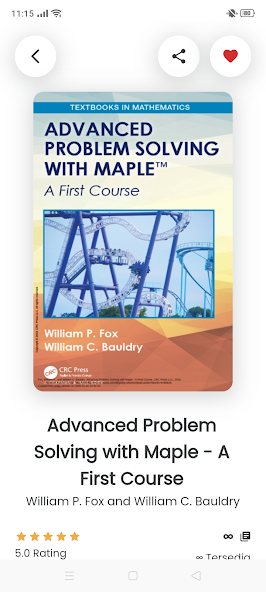 11:15
TEXTBOOKS IN MATHEMATICS
ADVANCED
PROBLEM SOLVING
WITH MAPLE™
A First Course
William P. Fox
William C. Bauldry
CRC Press
Taylor & Francis Group
Advanced Problem
Solving with Maple - A
First Course
William P. Fox and William C. Bauldry
5.0 Rating
∞ Tersedia